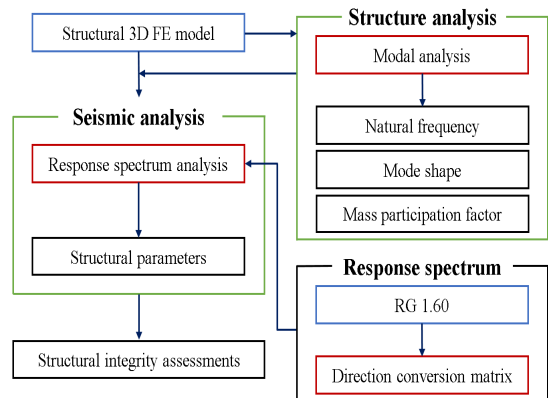 Structural 3D FE model
Structure analysis
Modal analysis
Natural frequency
Mode shape
Mass participation factor
Seismic analysis
Response spectrum analysis
Structural parameters
Structural integrity assessments
Response spectrum
RG 1.60
Direction conversion matrix